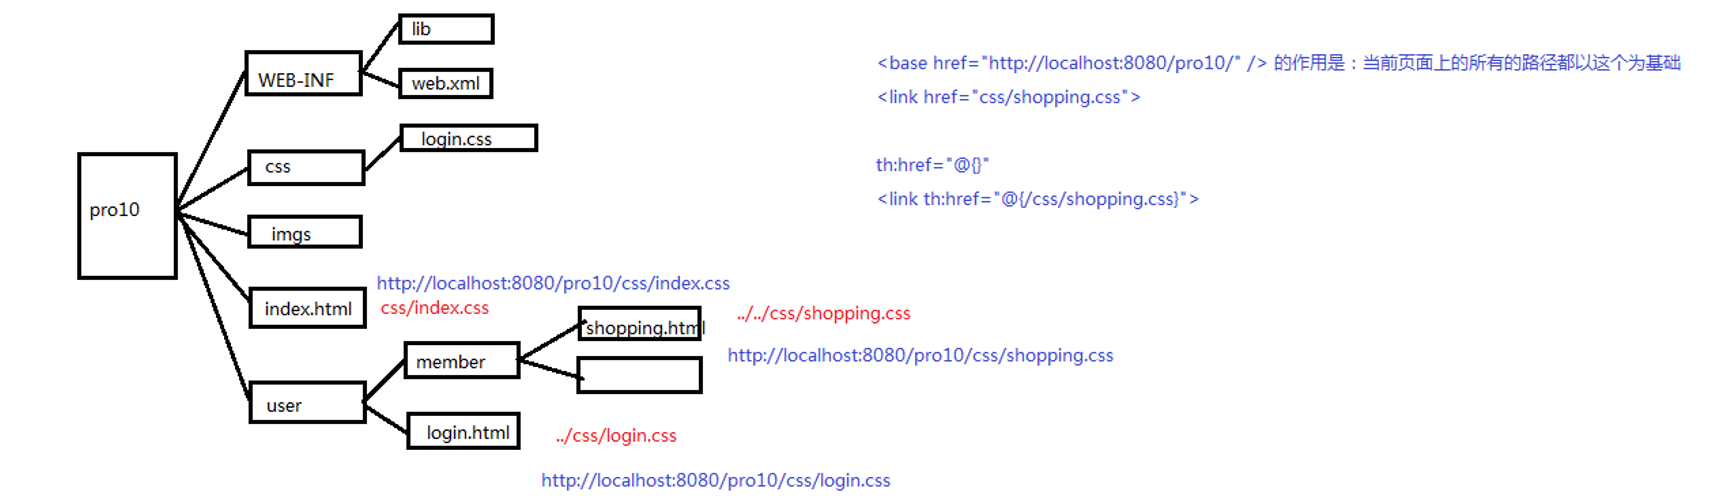 lib
WEB-INF
web.xml
login.css
css
pro10
imgs
index.html
http://localhost:8080/pro10/css/index.css
css/index.css
shopping.html
../../css/shopping.css
http://localhost:8080/pro10/css/shopping.css
member
user
login.html
../css/login.css
http://localhost:8080/pro10/css/login.css
<base href="http://localhost:8080/pro10/" /> 的作用是：当前页面上的所有的路径都以这个为基础
<link href="css/shopping.css">
th:href="@{}"
<link th:href="@{/css/shopping.css}">